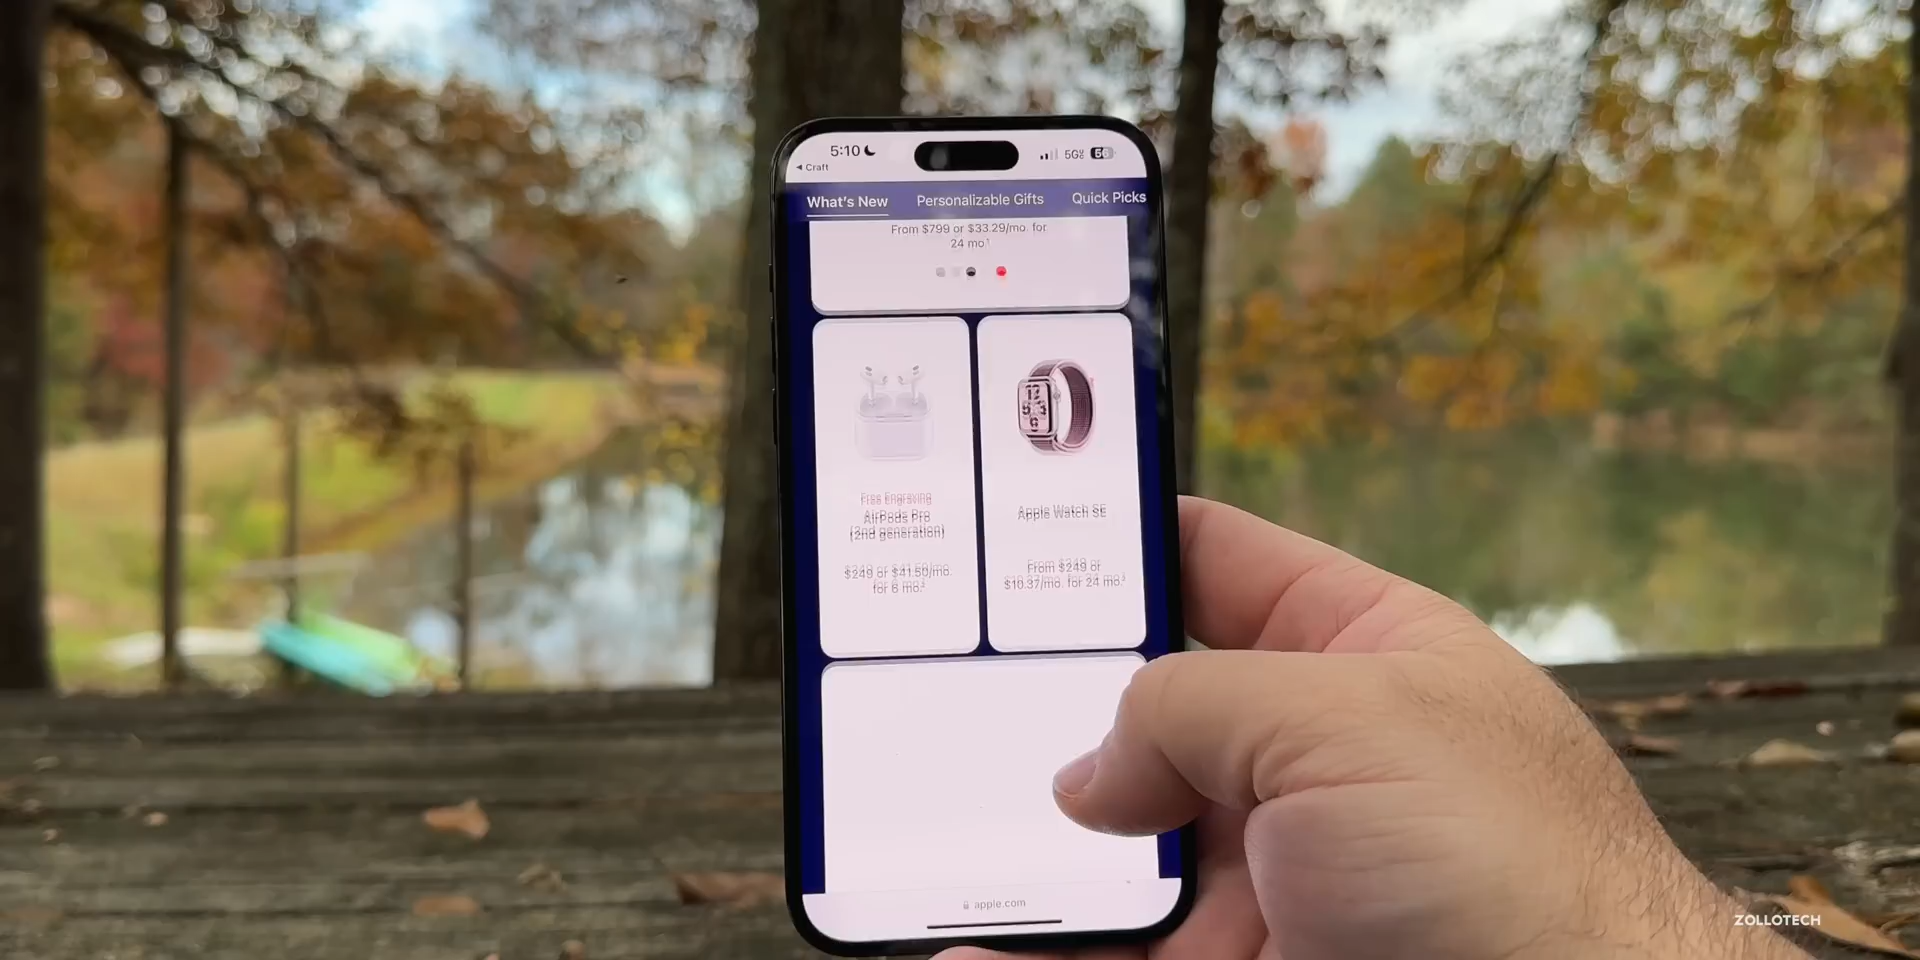 5:10
5G
56
Craft
What's New
Personalizable Gifts
Quick Picks
From $799 or $33.29/mo. for
24 mo.¹
Free Engraving
AirPods Pro
(2nd generation)
$249 or $41.50/mo.
for 6 mo.²
Apple Watch SE
From $249 or
$10.37/mo. for 24 mo.³
apple.com
ZOLLOTECH